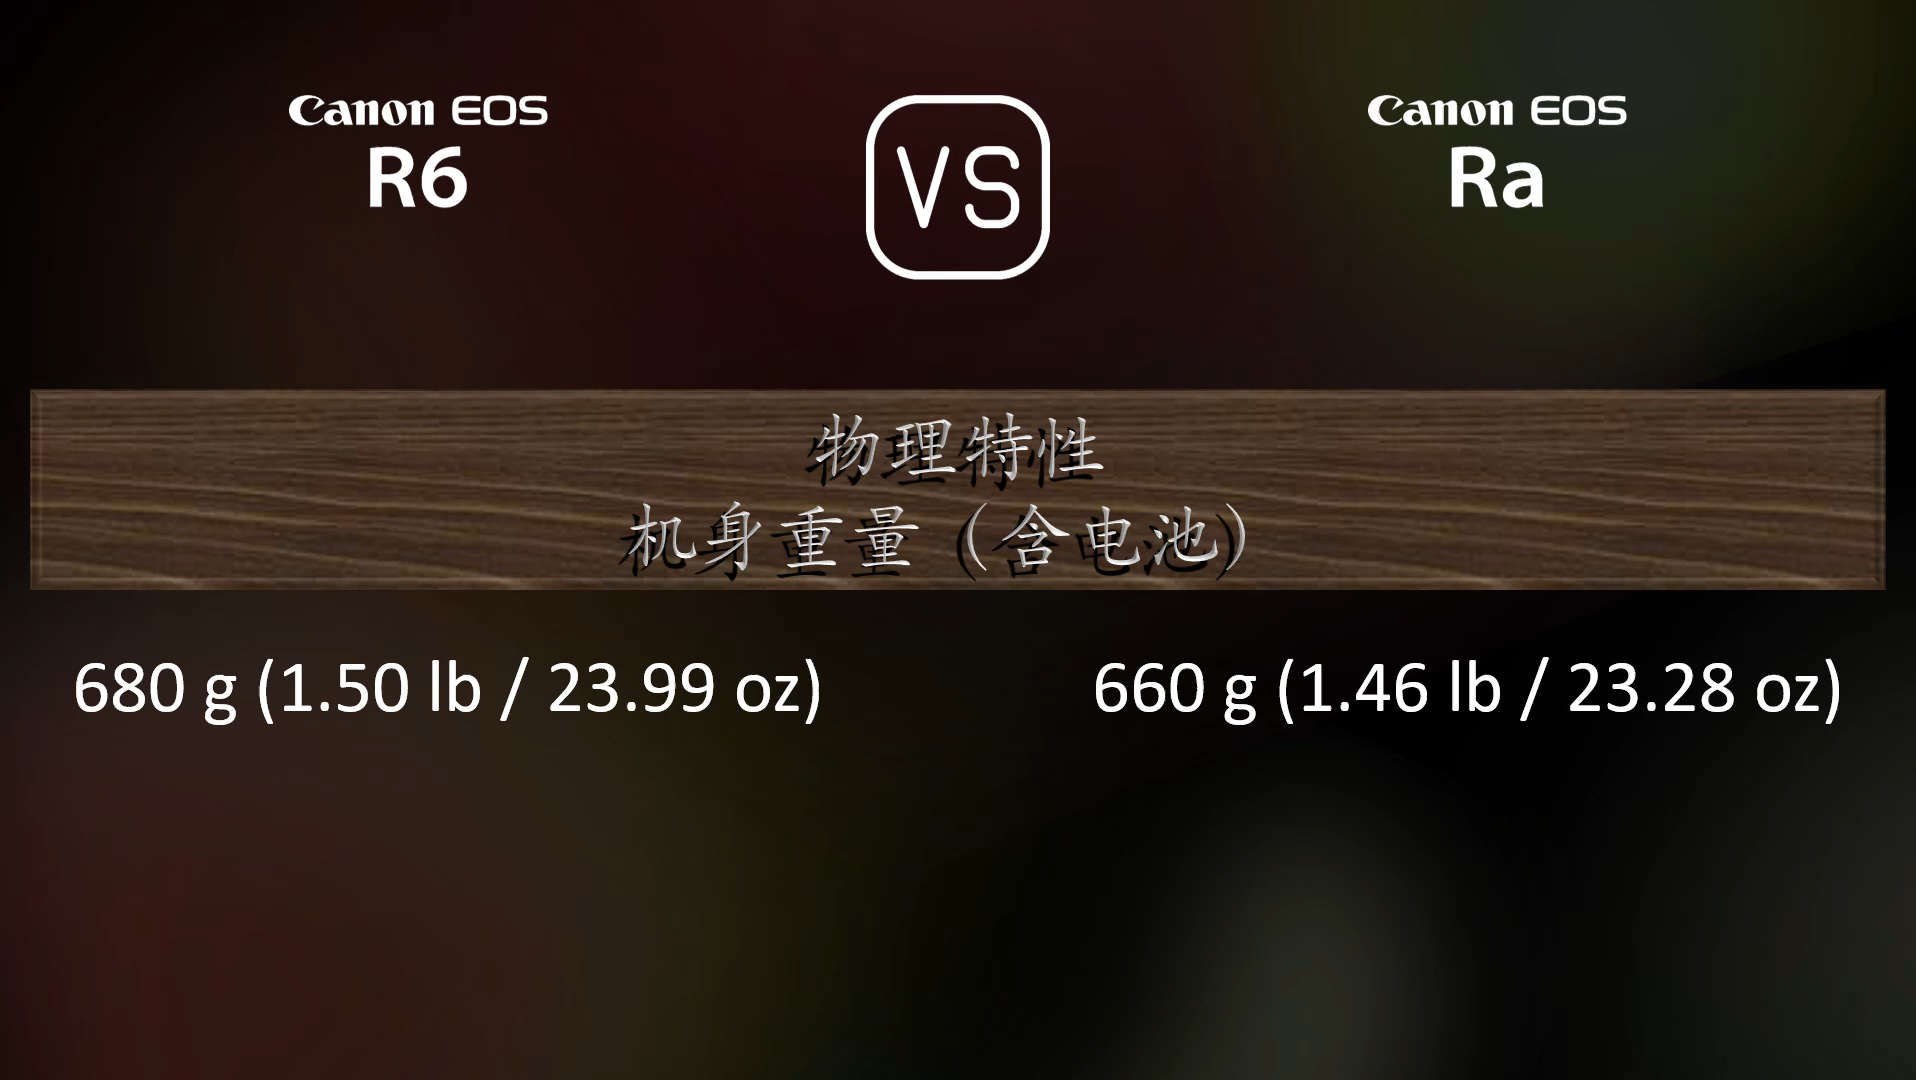 Canon EOS
R6
VS
Canon EOS
Ra
物理特性
机身重量（含电池）
680 g (1.50 lb / 23.99 oz)
660 g (1.46 lb / 23.28 oz)